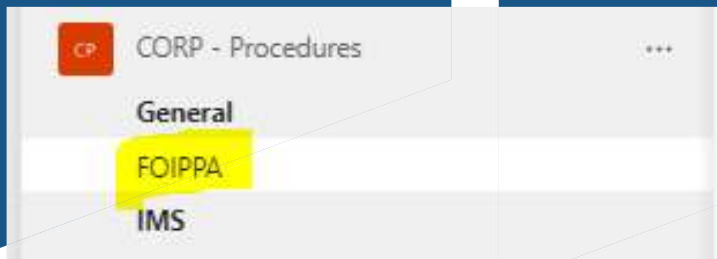 CP CORP - Procedures ...
General
FOIPPA
IMS